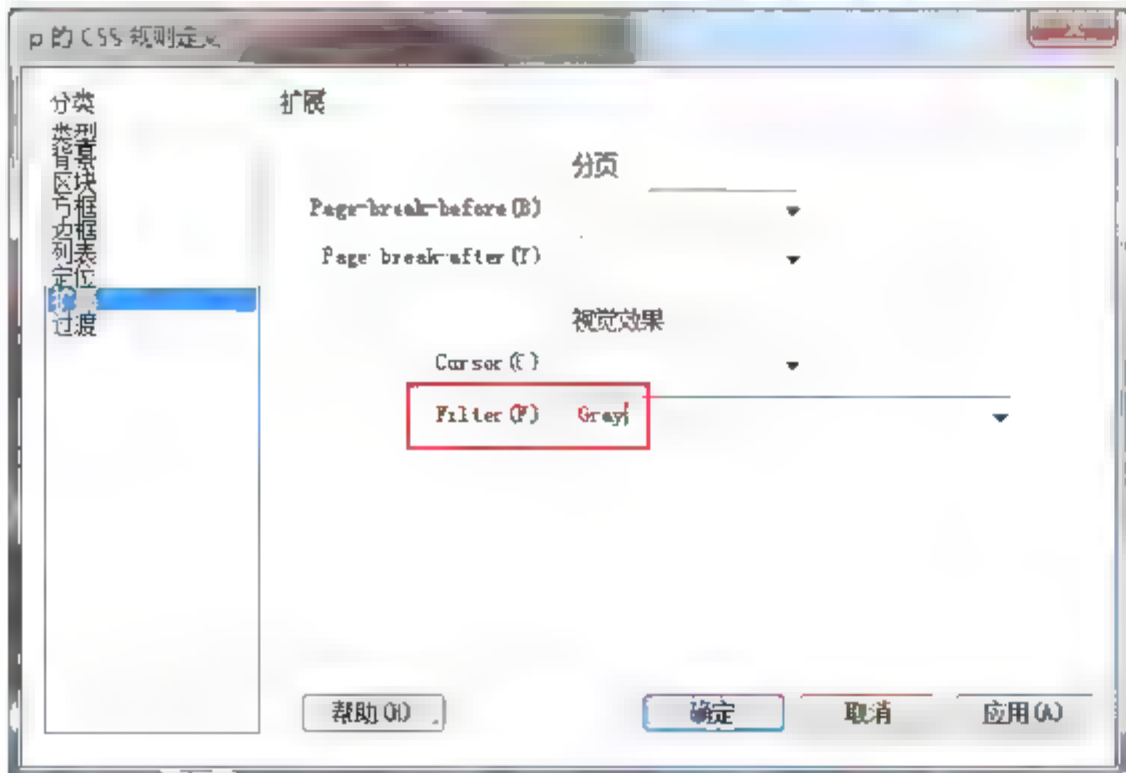 p 的 CSS 规则定义
分类
类型
背景
区块
方框
边框
列表
定位
扩展
过渡
扩展
分页
Page-break-before(B)
Page-break-after(T)
视觉效果
Cursor(C)
Filter(F) Gray
帮助(H)
确定
取消
应用(A)